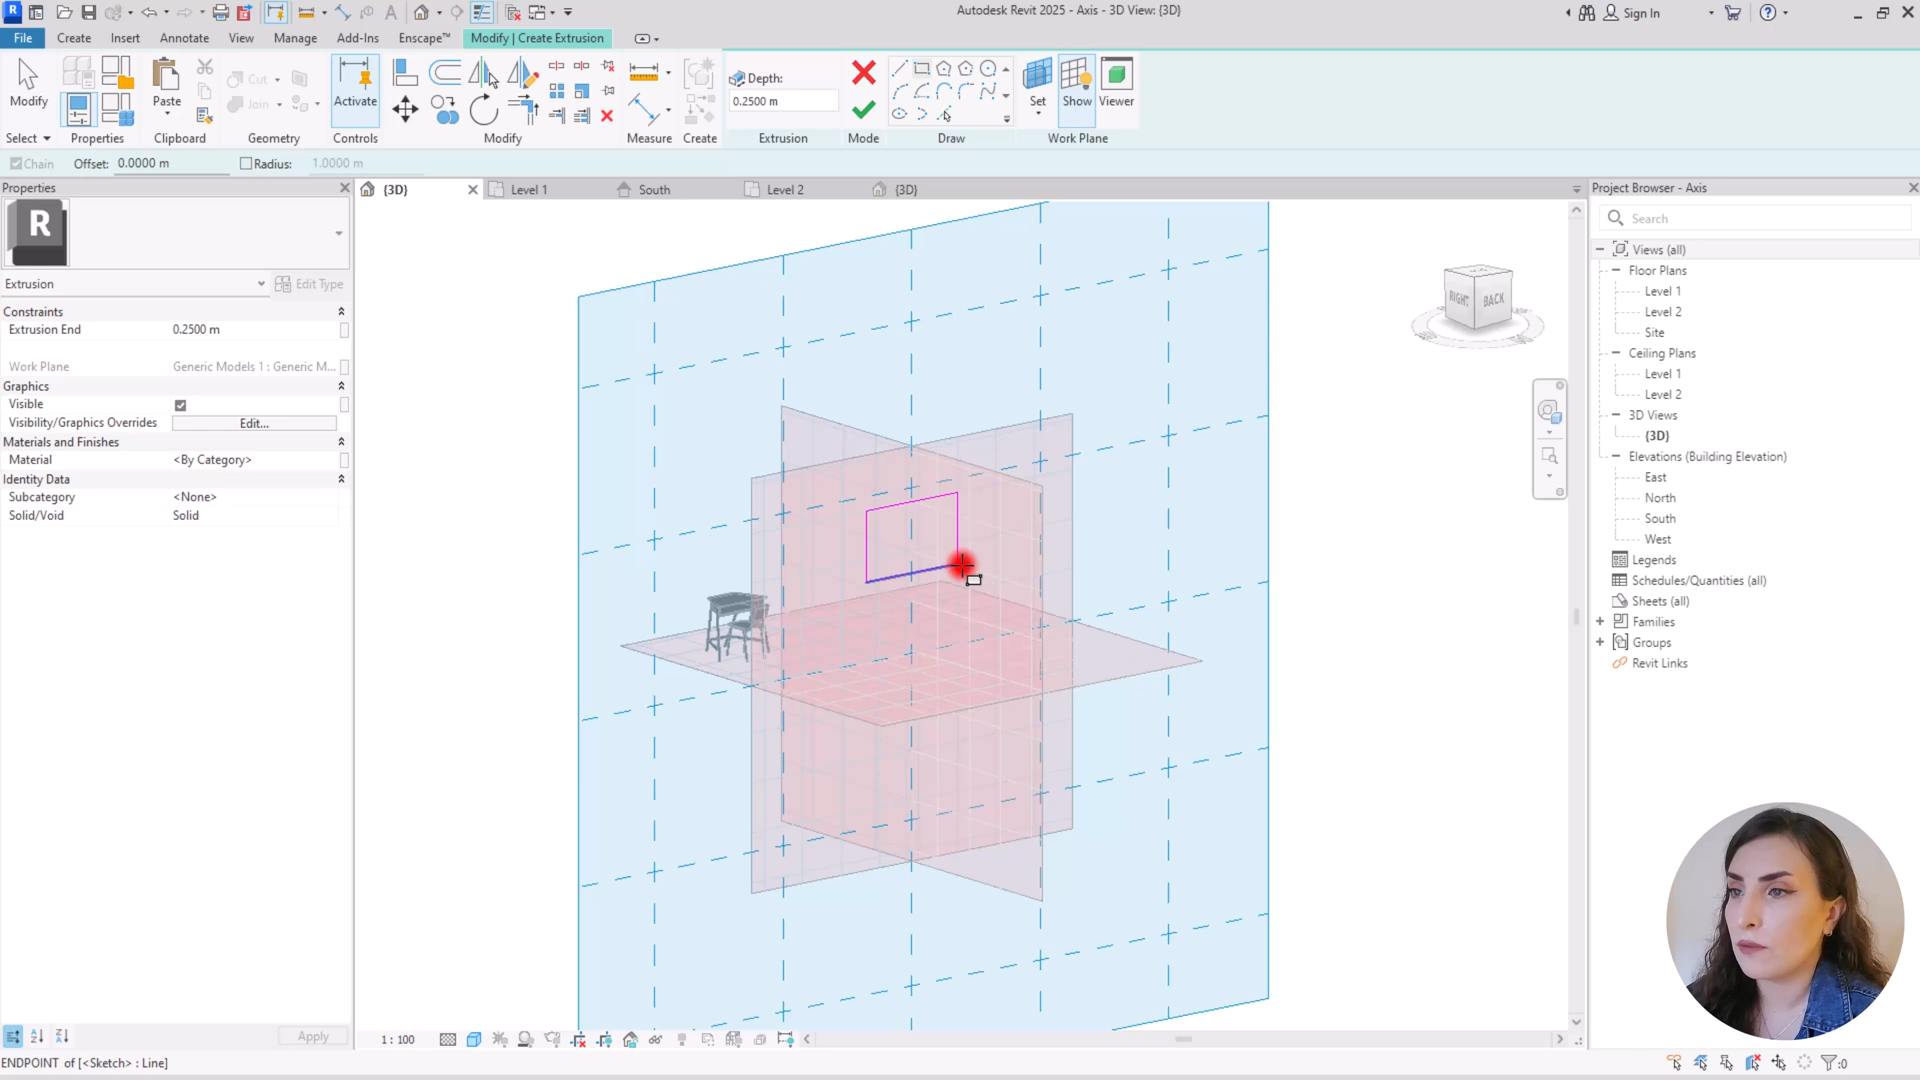 Autodesk Revit 2025 - Axis - 3D View: {3D}
Sign In
File
Create
Insert
Annotate
View
Manage
Add-Ins
Enscape™
Modify | Create Extrusion
Modify
Paste
Cut
Join
Activate
Depth:
0.2500 m
Set
Show
Viewer
Select
Properties
Clipboard
Geometry
Controls
Modify
Measure
Create
Extrusion
Mode
Draw
Work Plane
Chain
Offset: 0.0000 m
Radius: 1.0000 m
Properties
{3D}
Level 1
South
Level 2
{3D}
Project Browser - Axis
R
Search
Extrusion
Edit Type
Constraints
Extrusion End 0.2500 m
Work Plane Generic Models 1 : Generic M...
Graphics
Visible
Visibility/Graphics Overrides Edit...
Materials and Finishes
Material <By Category>
Identity Data
Subcategory <None>
Solid/Void Solid
RIGHT
BACK
Views (all)
Floor Plans
Level 1
Level 2
Site
Ceiling Plans
Level 1
Level 2
3D Views
{3D}
Elevations (Building Elevation)
East
North
South
West
Legends
Schedules/Quantities (all)
Sheets (all)
Families
Groups
Revit Links
Apply
1 : 100
ENDPOINT of [<Sketch> : Line]
:0